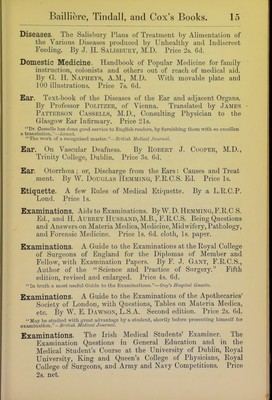 Baillière, Tindall, and Cox's Books. 15
Diseases. The Salisbury Plans of Treatment by Alimentation of
the Various Diseases produced by Unhealthy and Indiscreet
Feeding. By J. H. SALISBURY, M.D. Price 2s. 6d.
Domestic Medicine. Handbook of Popular Medicine for family
instruction, colonists and others out of reach of medical aid.
By G. H. NAPHEYS, A.M., M.D. With movable plate and
100 illustrations. Price 7s. 6d.
Ear. Text-book of the Diseases of the Ear and adjacent Organs.
By Professor POLITZER, of Vienna. Translated by JAMES
PATTERSON CASSELLS, M.D., Consulting Physician to the
Glasgow Ear Infirmary. Price 21s.
"Dr. Cassells has done good service to English readers, by furnishing them with so excellen
a translation."—Lancet.
"The work of a recognised master."—British Medical Journal.
Ear. On Vascular Deafness. By ROBERT J. COOPER, M.D.,
Trinity College, Dublin. Price 3s. 6d.
Ear. Otorrhœa; or, Discharge from the Ears: Causes and Treat
ment. By W. DOUGLAS HEMMING, F.R.C.S. Ed. Price 1s.
Etiquette. A few Rules of Medical Etiquette. By a L.R.C.P.
Lond. Price 1s.
Examinations. Aids to Examinations. By W. D. HEMMING, F.R.C.S.
Ed., and H. AUBREY HUSBAND, M.B., F.R.C.S. Being Questions
and Answers on Materia Medica, Medicine, Midwifery, Pathology,
and Forensic Medicine. Price 1s. 6d. cloth, 1s. paper.
Examinations. A Guide to the Examinations at the Royal College
of Surgeons of England for the Diplomas of Member and
Fellow, with Examination Papers. By F. J. GANT, F.R.C.S.,
Author of the "Science and Practice of Surgery." Fifth
edition, revised and enlarged. Price 4s. 6d.
"In truth a most useful Guide to the Examinations."—Guy's Hospital Gazette.
Examinations. A Guide to the Examinations of the Apothecaries'
Society of London, with Questions, Tables on Materia Medica,
etc. By W. E. DAWSON, L.S.A. Second edition. Price 2s. 6d.
"May be studied with great advantage by a student, shortly before presenting himself for
examination."—British Medical Journal.
Examinations. The Irish Medical Students' Examiner. The
Examination Questions in General Education and in the
Medical Student's Course at the University of Dublin, Royal
University, King and Queen's College of Physicians, Royal
College of Surgeons, and Army and Navy Competitions. Price
2s. net.